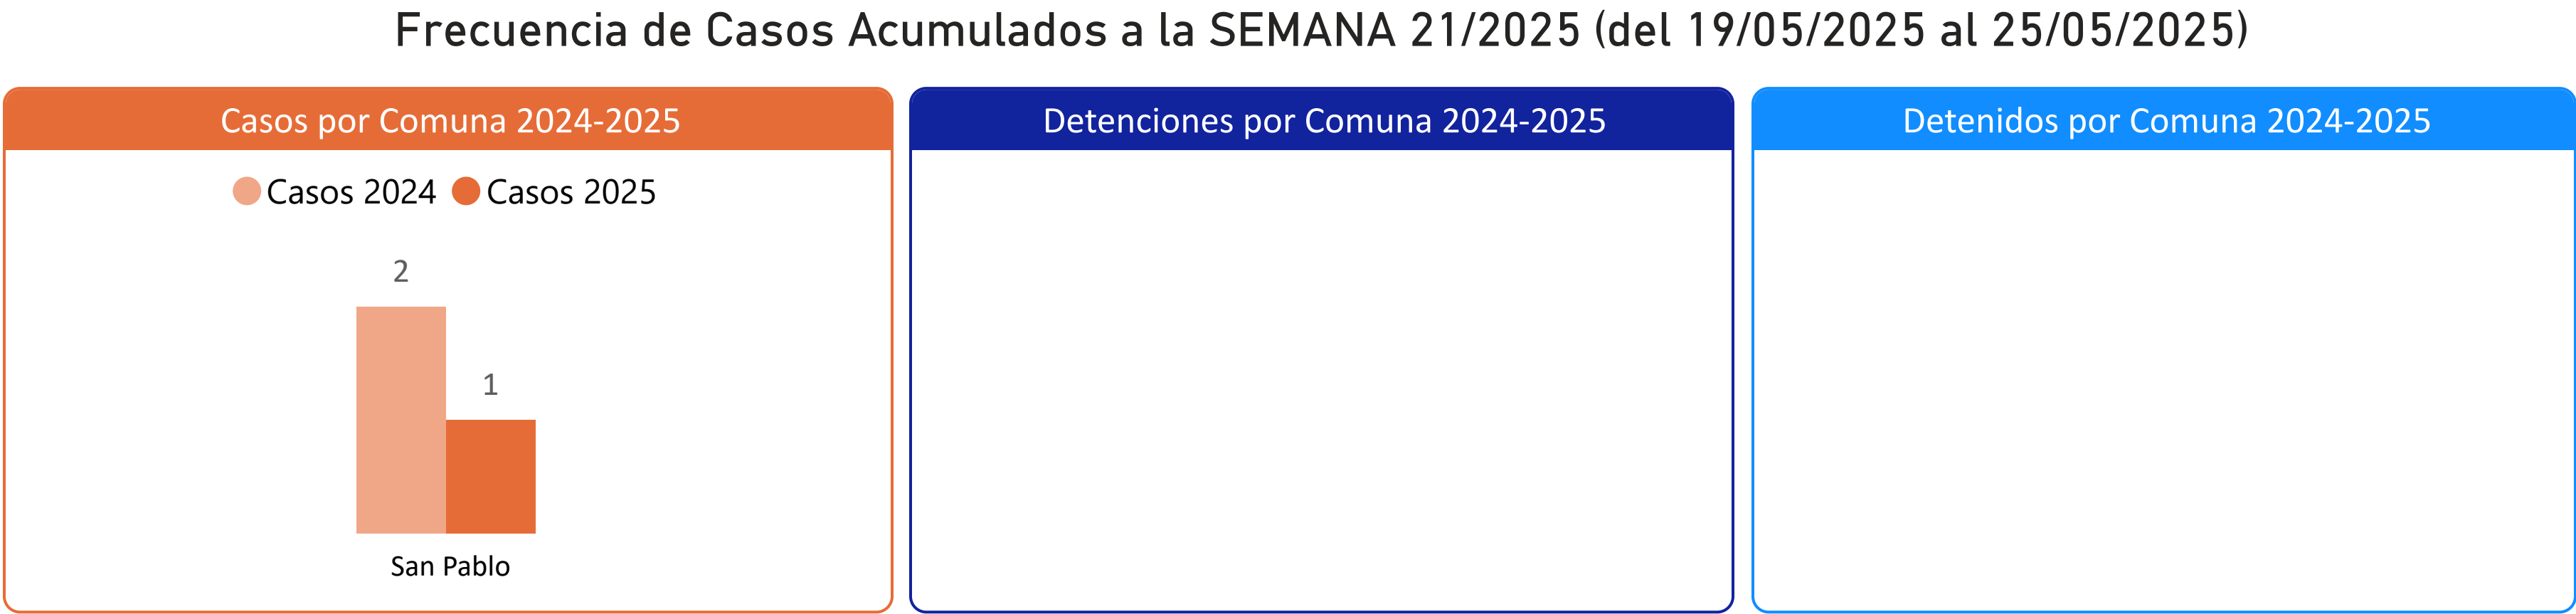 Frecuencia de Casos Acumulados a la SEMANA 21/2025 (del 19/05/2025 al 25/05/2025)
Casos por Comuna 2024-2025
Casos 2024 Casos 2025
2
1
San Pablo
Detenciones por Comuna 2024-2025
Detenidos por Comuna 2024-2025